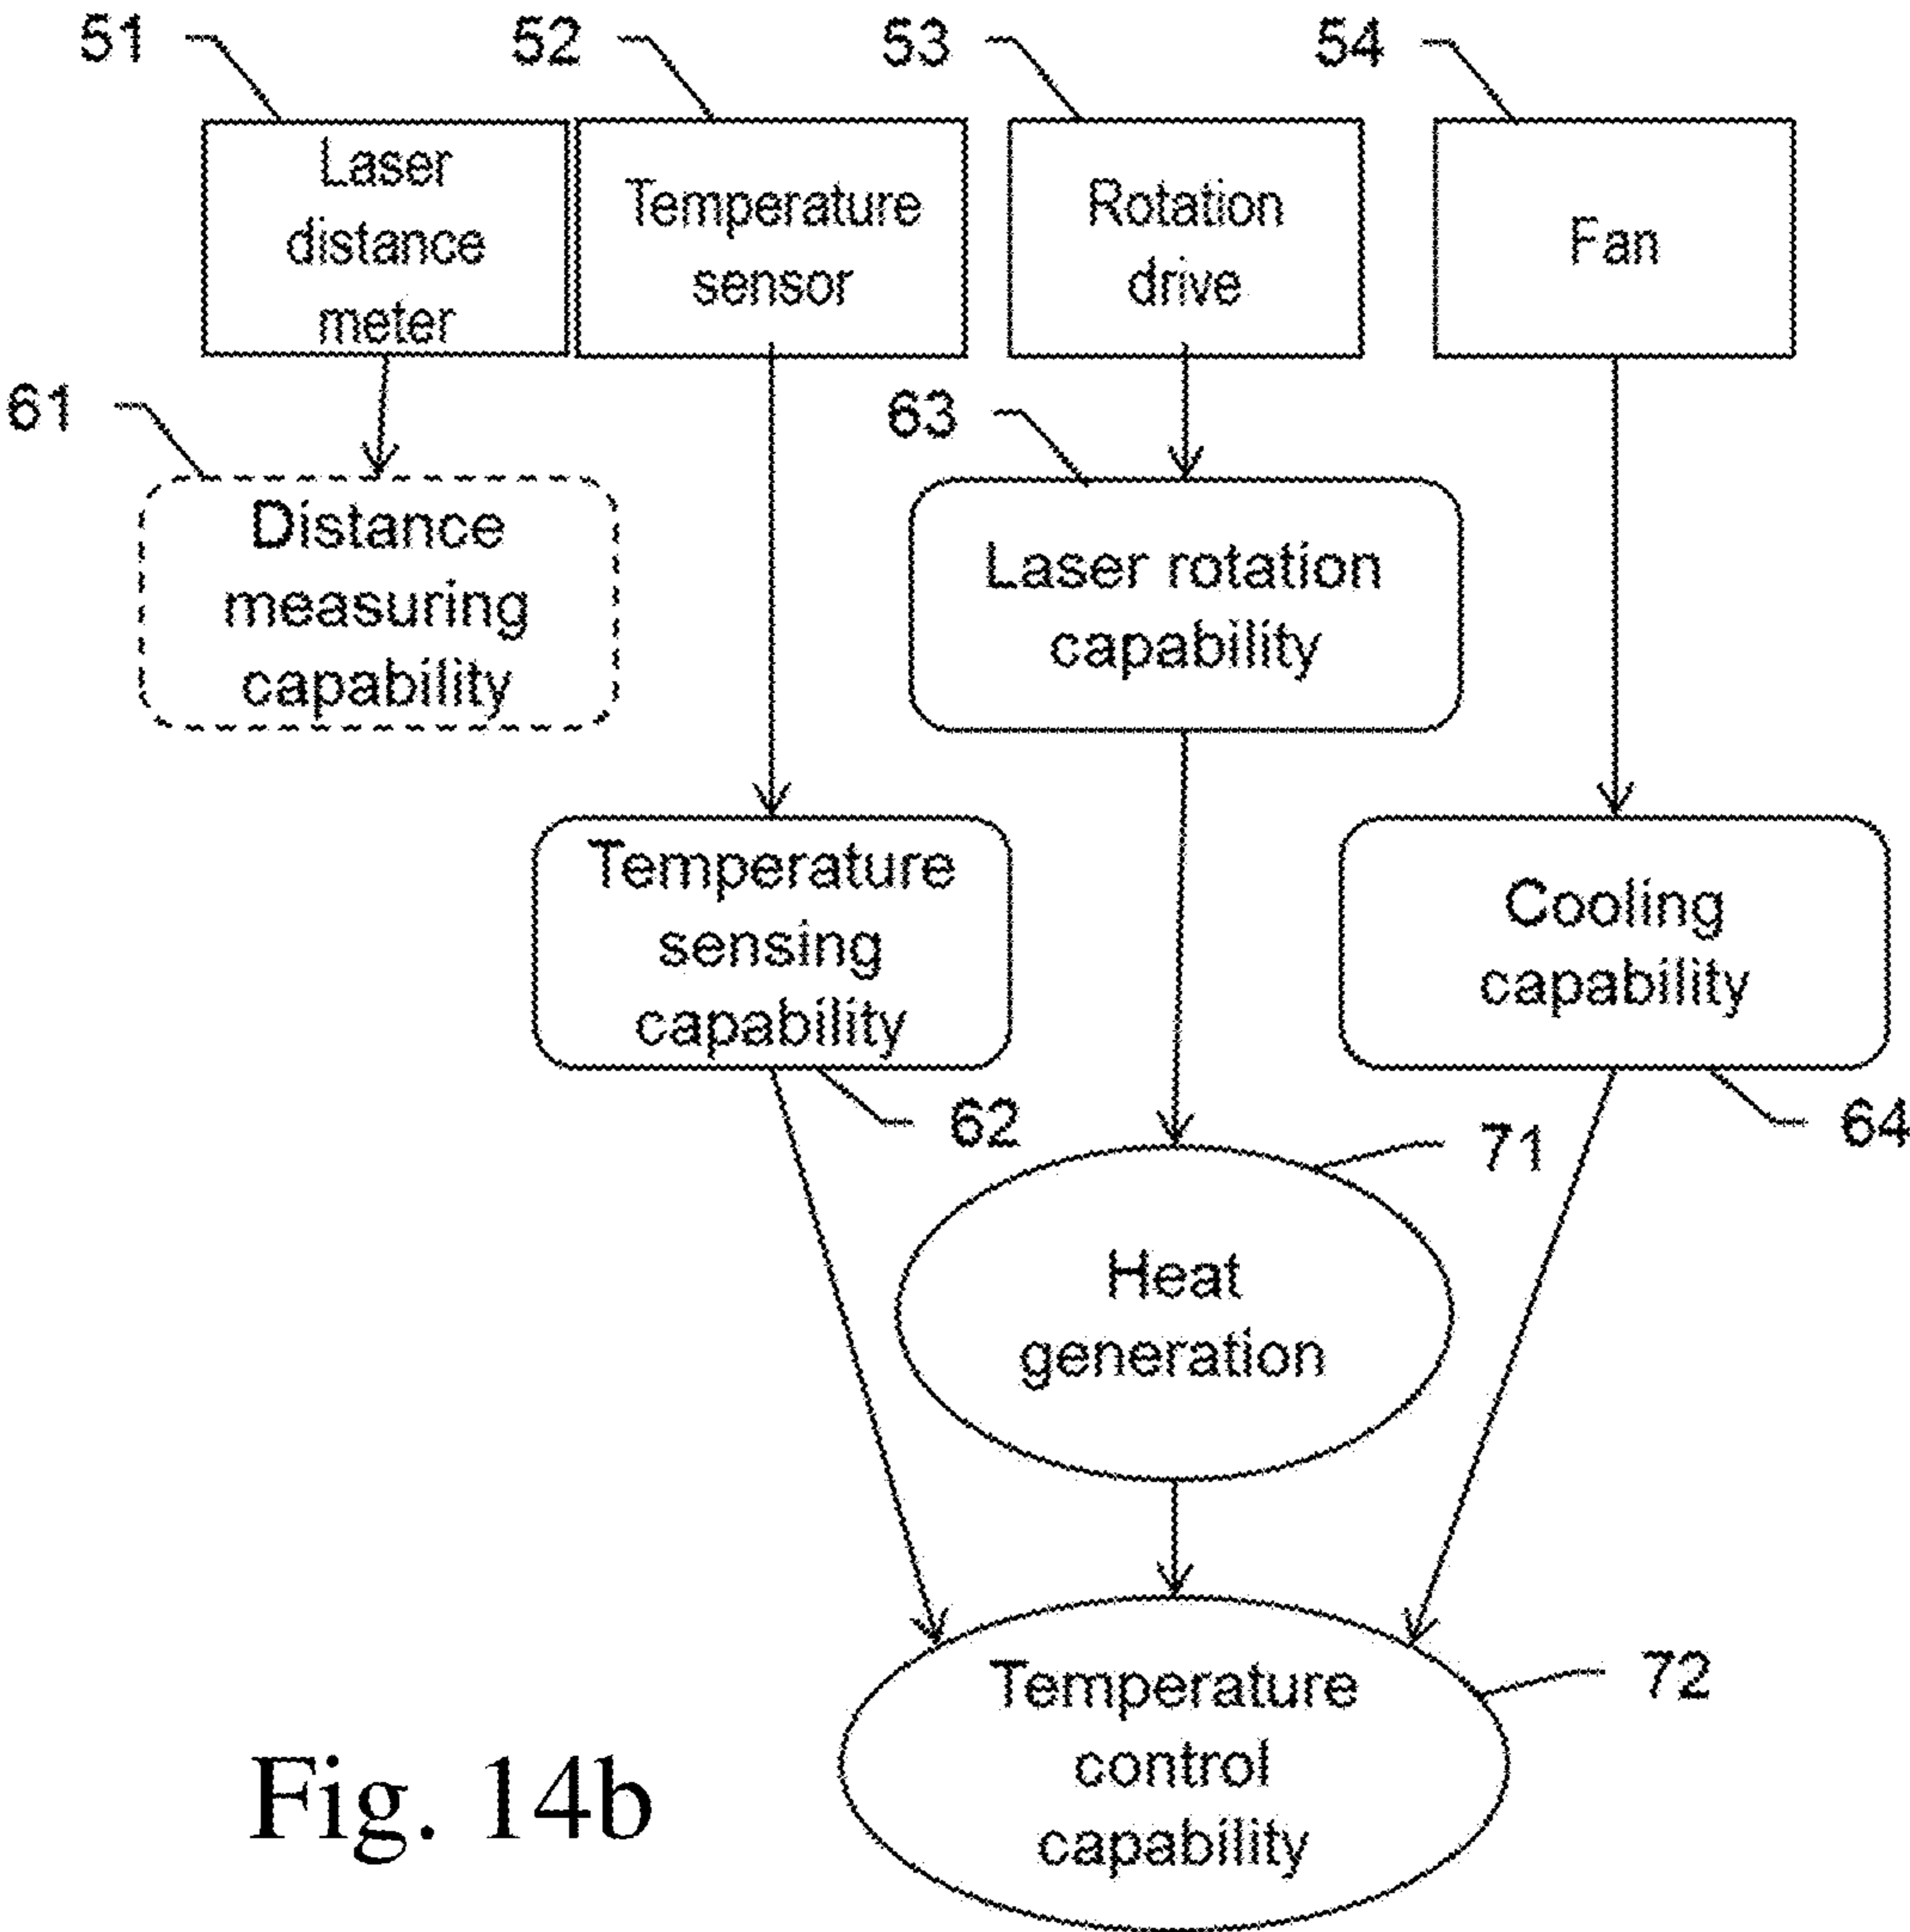 51
52
53
54
Laser
distance
meter
Temperature
sensor
Rotation
drive
Fan
61
63
Distance
measuring
capability
Laser rotation
capability
Temperature
sensing
capability
Cooling
capability
62
71
64
Heat
generation
Temperature
control
capability
72
Fig. 14b